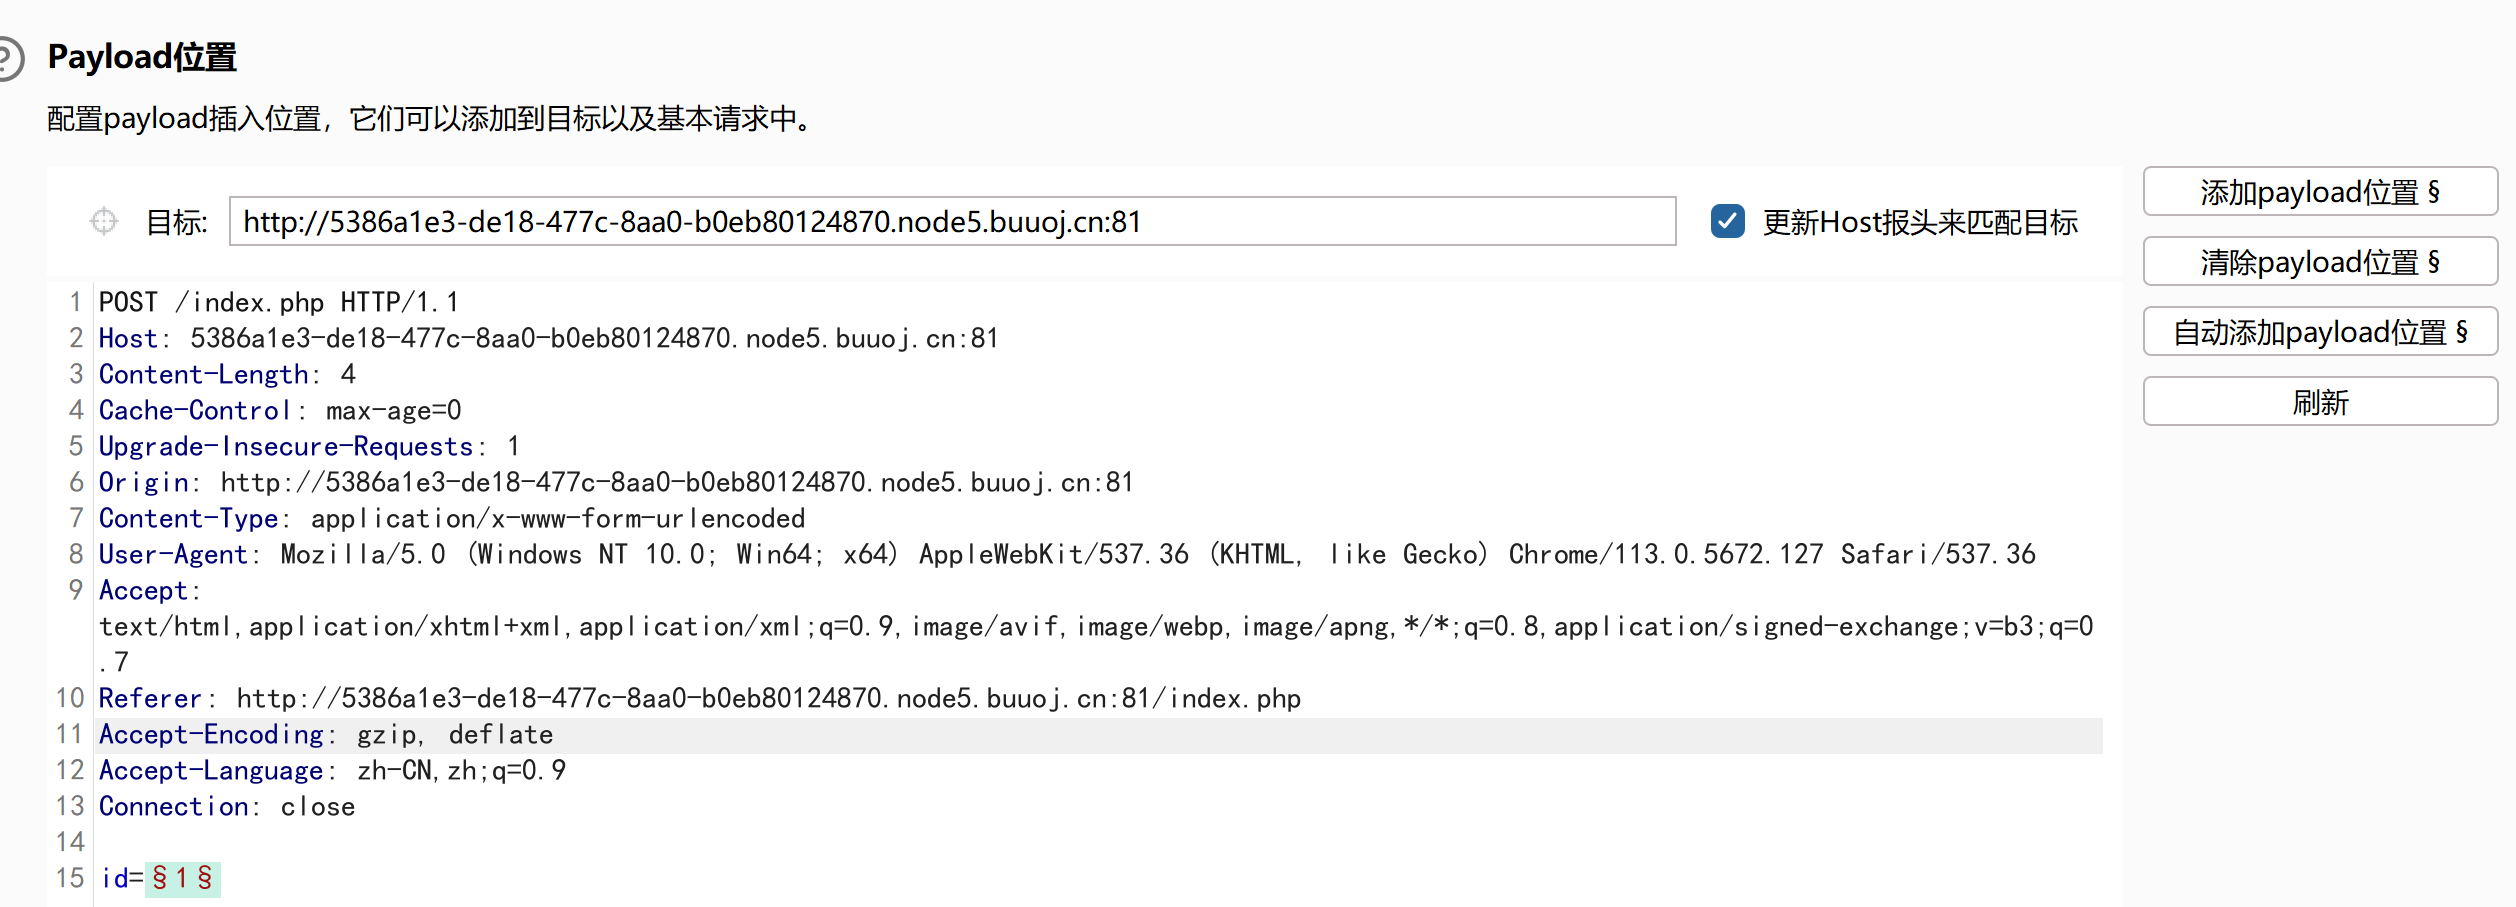 Payload位置
配置payload插入位置，它们可以添加到目标以及基本请求中。
目标: http://5386a1e3-de18-477c-8aa0-b0eb80124870.node5.buuoj.cn:81 更新Host报头来匹配目标
添加payload位置 §
清除payload位置 §
自动添加payload位置 §
刷新
1 POST /index.php HTTP/1.1
2 Host: 5386a1e3-de18-477c-8aa0-b0eb80124870.node5.buuoj.cn:81
3 Content-Length: 4
4 Cache-Control: max-age=0
5 Upgrade-Insecure-Requests: 1
6 Origin: http://5386a1e3-de18-477c-8aa0-b0eb80124870.node5.buuoj.cn:81
7 Content-Type: application/x-www-form-urlencoded
8 User-Agent: Mozilla/5.0 (Windows NT 10.0; Win64; x64) AppleWebKit/537.36 (KHTML, like Gecko) Chrome/113.0.5672.127 Safari/537.36
9 Accept:
text/html,application/xhtml+xml,application/xml;q=0.9,image/avif,image/webp,image/apng,*/*;q=0.8,application/signed-exchange;v=b3;q=0
.7
10 Referer: http://5386a1e3-de18-477c-8aa0-b0eb80124870.node5.buuoj.cn:81/index.php
11 Accept-Encoding: gzip, deflate
12 Accept-Language: zh-CN,zh;q=0.9
13 Connection: close
14
15 id=§1§